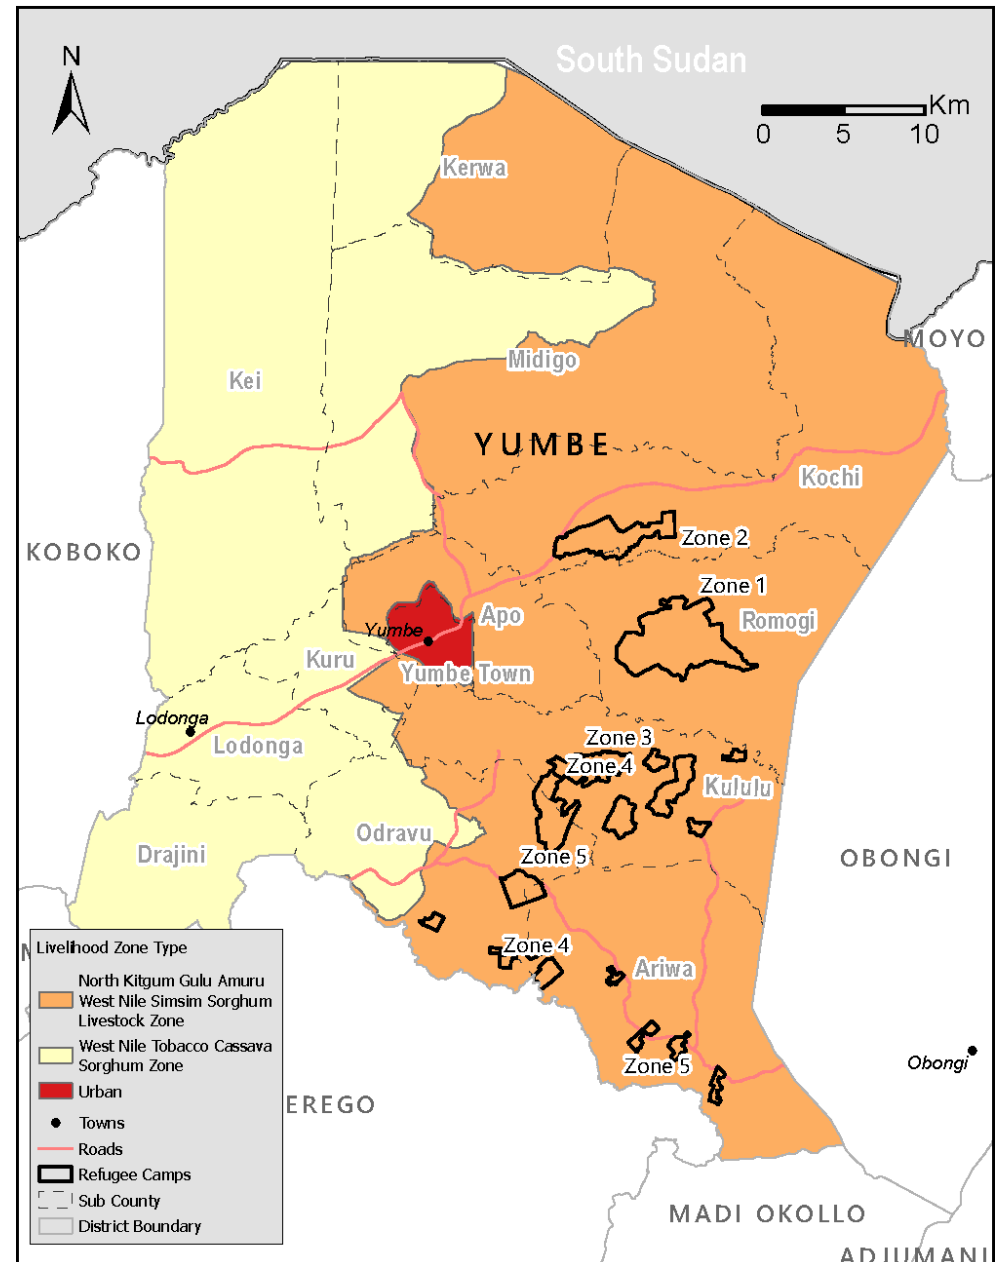 N
South Sudan
Km
0 5 10
Kerwa
MOYO
Midigo
Kei
YUMBE
Kochi
Zone 2
KOBOKO
Zone 1
Apo
Romogi
Yumbe
Kuru
Yumbe Town
Lodonga
Lodonga
Zone 3
Zone 4
Kululu
Odravu
Drajini
Zone 5
OBONGI
Zone 4
Ariwa
Obongi
Zone 5
EREGO
MADI OKOLLO
ADJUMANI
Livelihood Zone Type
North Kitgum Gulu Amuru
West Nile Simsim Sorghum
Livestock Zone
West Nile Tobacco Cassava
Sorghum Zone
Urban
Towns
Roads
Refugee Camps
Sub County
District Boundary